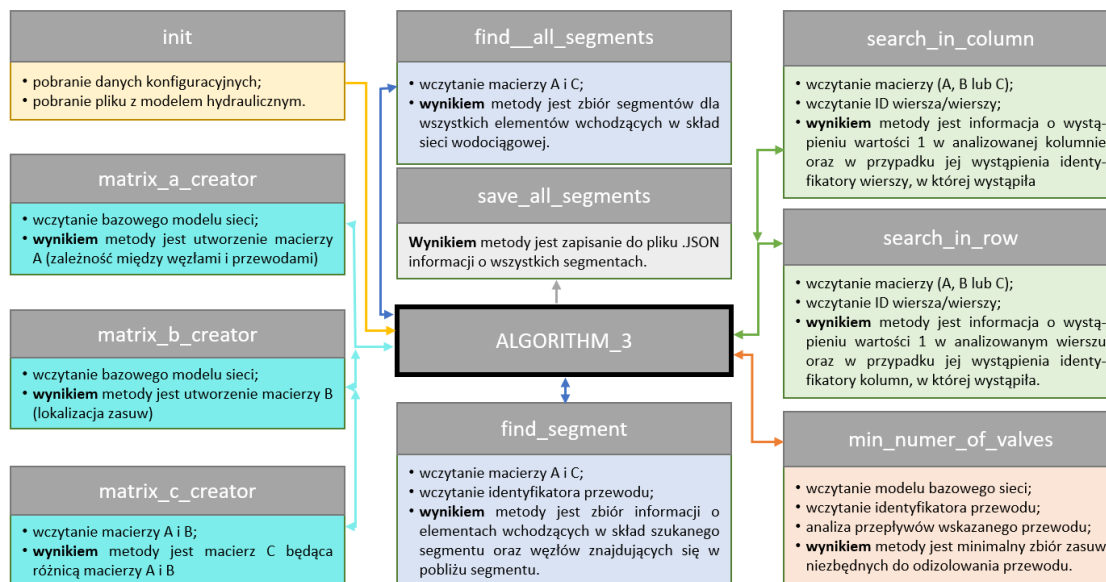 init
• pobranie danych konfiguracyjnych;
• pobranie pliku z modelem hydraulicznym.
matrix_a_creator
• wczytanie bazowego modelu sieci;
• wynikiem metody jest utworzenie macierzy
A (zależność między węzłami i przewodami)
matrix_b_creator
• wczytanie bazowego modelu sieci;
• wynikiem metody jest utworzenie macierzy B
(lokalizacja zasuw)
matrix_c_creator
• wczytanie macierzy A i B;
• wynikiem metody jest macierz C będąca
różnicą macierzy A i B
find__all_segments
• wczytanie macierzy A i C;
• wynikiem metody jest zbiór segmentów dla
wszystkich elementów wchodzących w skład
sieci wodociągowej.
save_all_segments
Wynikiem metody jest zapisanie do pliku .JSON
informacji o wszystkich segmentach.
ALGORITHM_3
find_segment
• wczytanie macierzy A i C;
• wczytanie identyfikatora przewodu;
• wynikiem metody jest zbiór informacji o
elementach wchodzących w skład szukanego
segmentu oraz węzłów znajdujących się w
pobliżu segmentu.
search_in_column
• wczytanie macierzy (A, B lub C);
• wczytanie ID wiersza/wierszy;
• wynikiem metody jest informacja o wystą-
pieniu wartości 1 w analizowanej kolumnie
oraz w przypadku jej wystąpienia identy-
fikatory wierszy, w której wystąpiła
search_in_row
• wczytanie macierzy (A, B lub C);
• wczytanie ID wiersza/wierszy;
• wynikiem metody jest informacja o wystą-
pieniu wartości 1 w analizowanym wierszu
oraz w przypadku jej wystąpienia identy-
fikatory kolumn, w której wystąpiła.
min_numer_of_valves
• wczytanie modelu bazowego sieci;
• wczytanie identyfikatora przewodu;
• analiza przepływów wskazanego przewodu;
• wynikiem metody jest minimalny zbiór zasuw
niezbędnych do odizolowania przewodu.